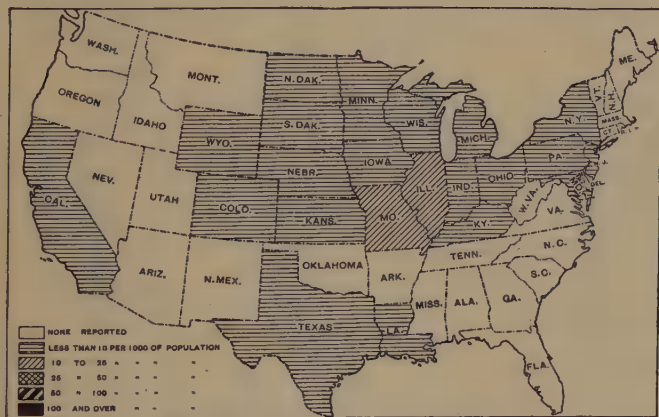 WASH.
MONT.
N. DAK.
MINN.
ME.
OREGON
IDAHO
S. DAK.
WIS.
MICH.
N.Y.
VT.
N.H.
MASS.
CT.
R.I.
WYO.
IOWA
PA.
N.J.
NEBR.
ILL.
IND.
OHIO
DEL.
NEV.
UTAH
COLO.
KANS.
MO.
KY.
W.VA.
VA.
CAL.
ARIZ.
N. MEX.
OKLAHOMA
ARK.
TENN.
N.C.
S.C.
MISS.
ALA.
GA.
TEXAS
LA.
FLA.
NONE REPORTED
LESS THAN 10 PER 1000 OF POPULATION
10 TO 25 " " " "
25 " 50 " " " "
50 " 100 " " " "
100 AND OVER " " "